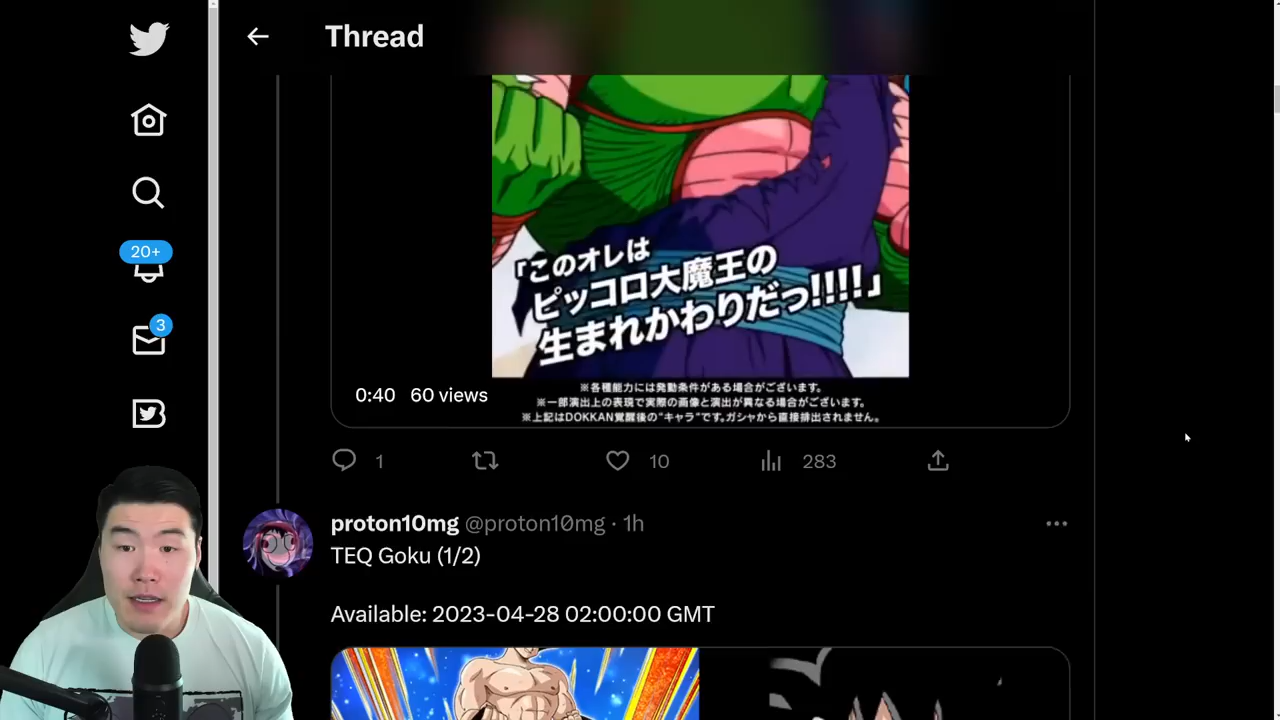 Thread
20+
3
「このオレは
ピッコロ大魔王の
生まれかわりだっ!!!!」
※各種能力には発動条件がある場合がございます。
※一部演出上の表現で実際の画像と演出が異なる場合がございます。
※上記はDOKKAN覚醒後の"キャラ"です。ガシャから直接排出されません。
0:40 60 views
1 10 283
proton10mg @proton10mg · 1h
TEQ Goku (1/2)
Available: 2023-04-28 02:00:00 GMT